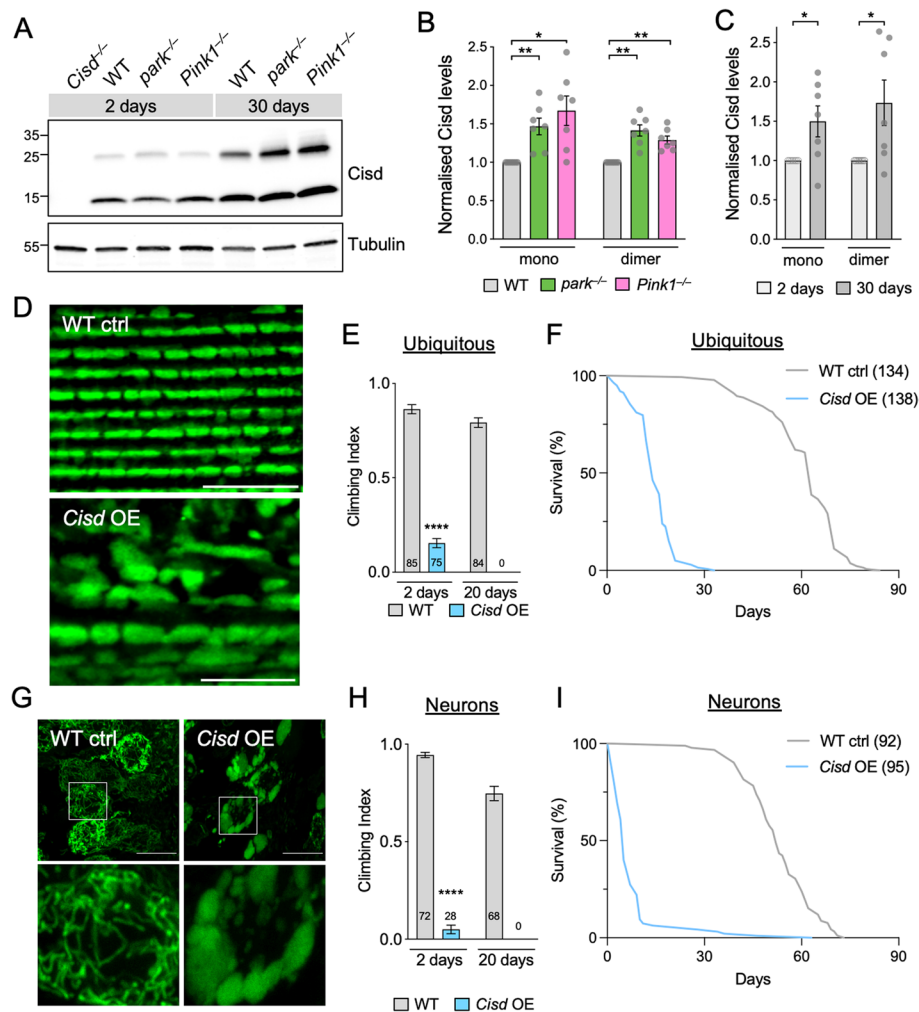 A
Cisd–/–
WT
park–/–
Pink1–/–
WT
park–/–
Pink1–/–
2 days
30 days
35
25
15
Cisd
55
Tubulin
B
Normalised Cisd levels
2.5
2.0
1.5
1.0
0.5
0.0
**
*
**
**
mono
dimer
WT
park–/–
Pink1–/–
C
Normalised Cisd levels
2.5
2.0
1.5
1.0
0.5
0.0
*
*
mono
dimer
2 days
30 days
D
WT ctrl
Cisd OE
E
Ubiquitous
Climbing Index
1.0
0.5
0.0
****
85
75
84
0
2 days
20 days
WT
Cisd OE
F
Ubiquitous
Survival (%)
100
50
0
0
30
60
90
Days
WT ctrl (134)
Cisd OE (138)
G
WT ctrl
Cisd OE
H
Neurons
Climbing Index
1.0
0.5
0.0
****
72
28
68
0
2 days
20 days
WT
Cisd OE
I
Neurons
Survival (%)
100
50
0
0
30
60
90
Days
WT ctrl (92)
Cisd OE (95)